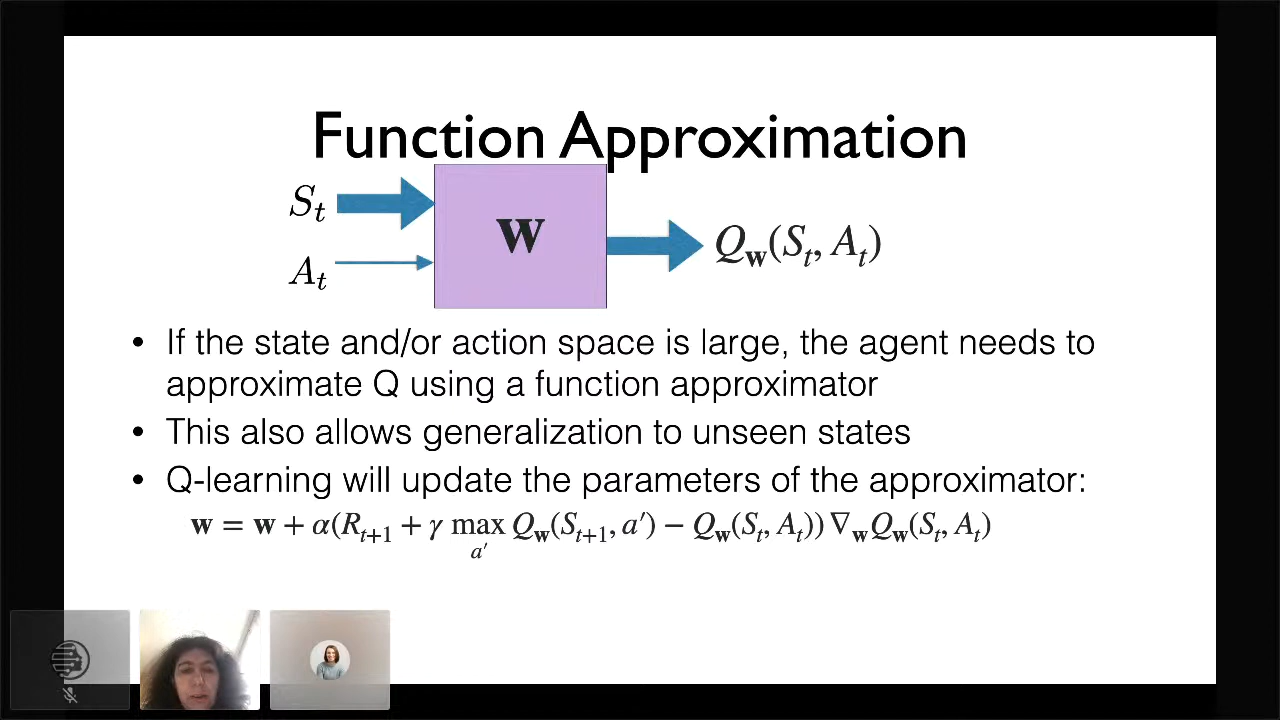 Function Approximation
S_t
W
Q_w(S_t, A_t)
A_t
• If the state and/or action space is large, the agent needs to
approximate Q using a function approximator
• This also allows generalization to unseen states
• Q-learning will update the parameters of the approximator:
w = w + α(R_{t+1} + γ max_{a'} Q_w(S_{t+1}, a') − Q_w(S_t, A_t)) ∇_w Q_w(S_t, A_t)